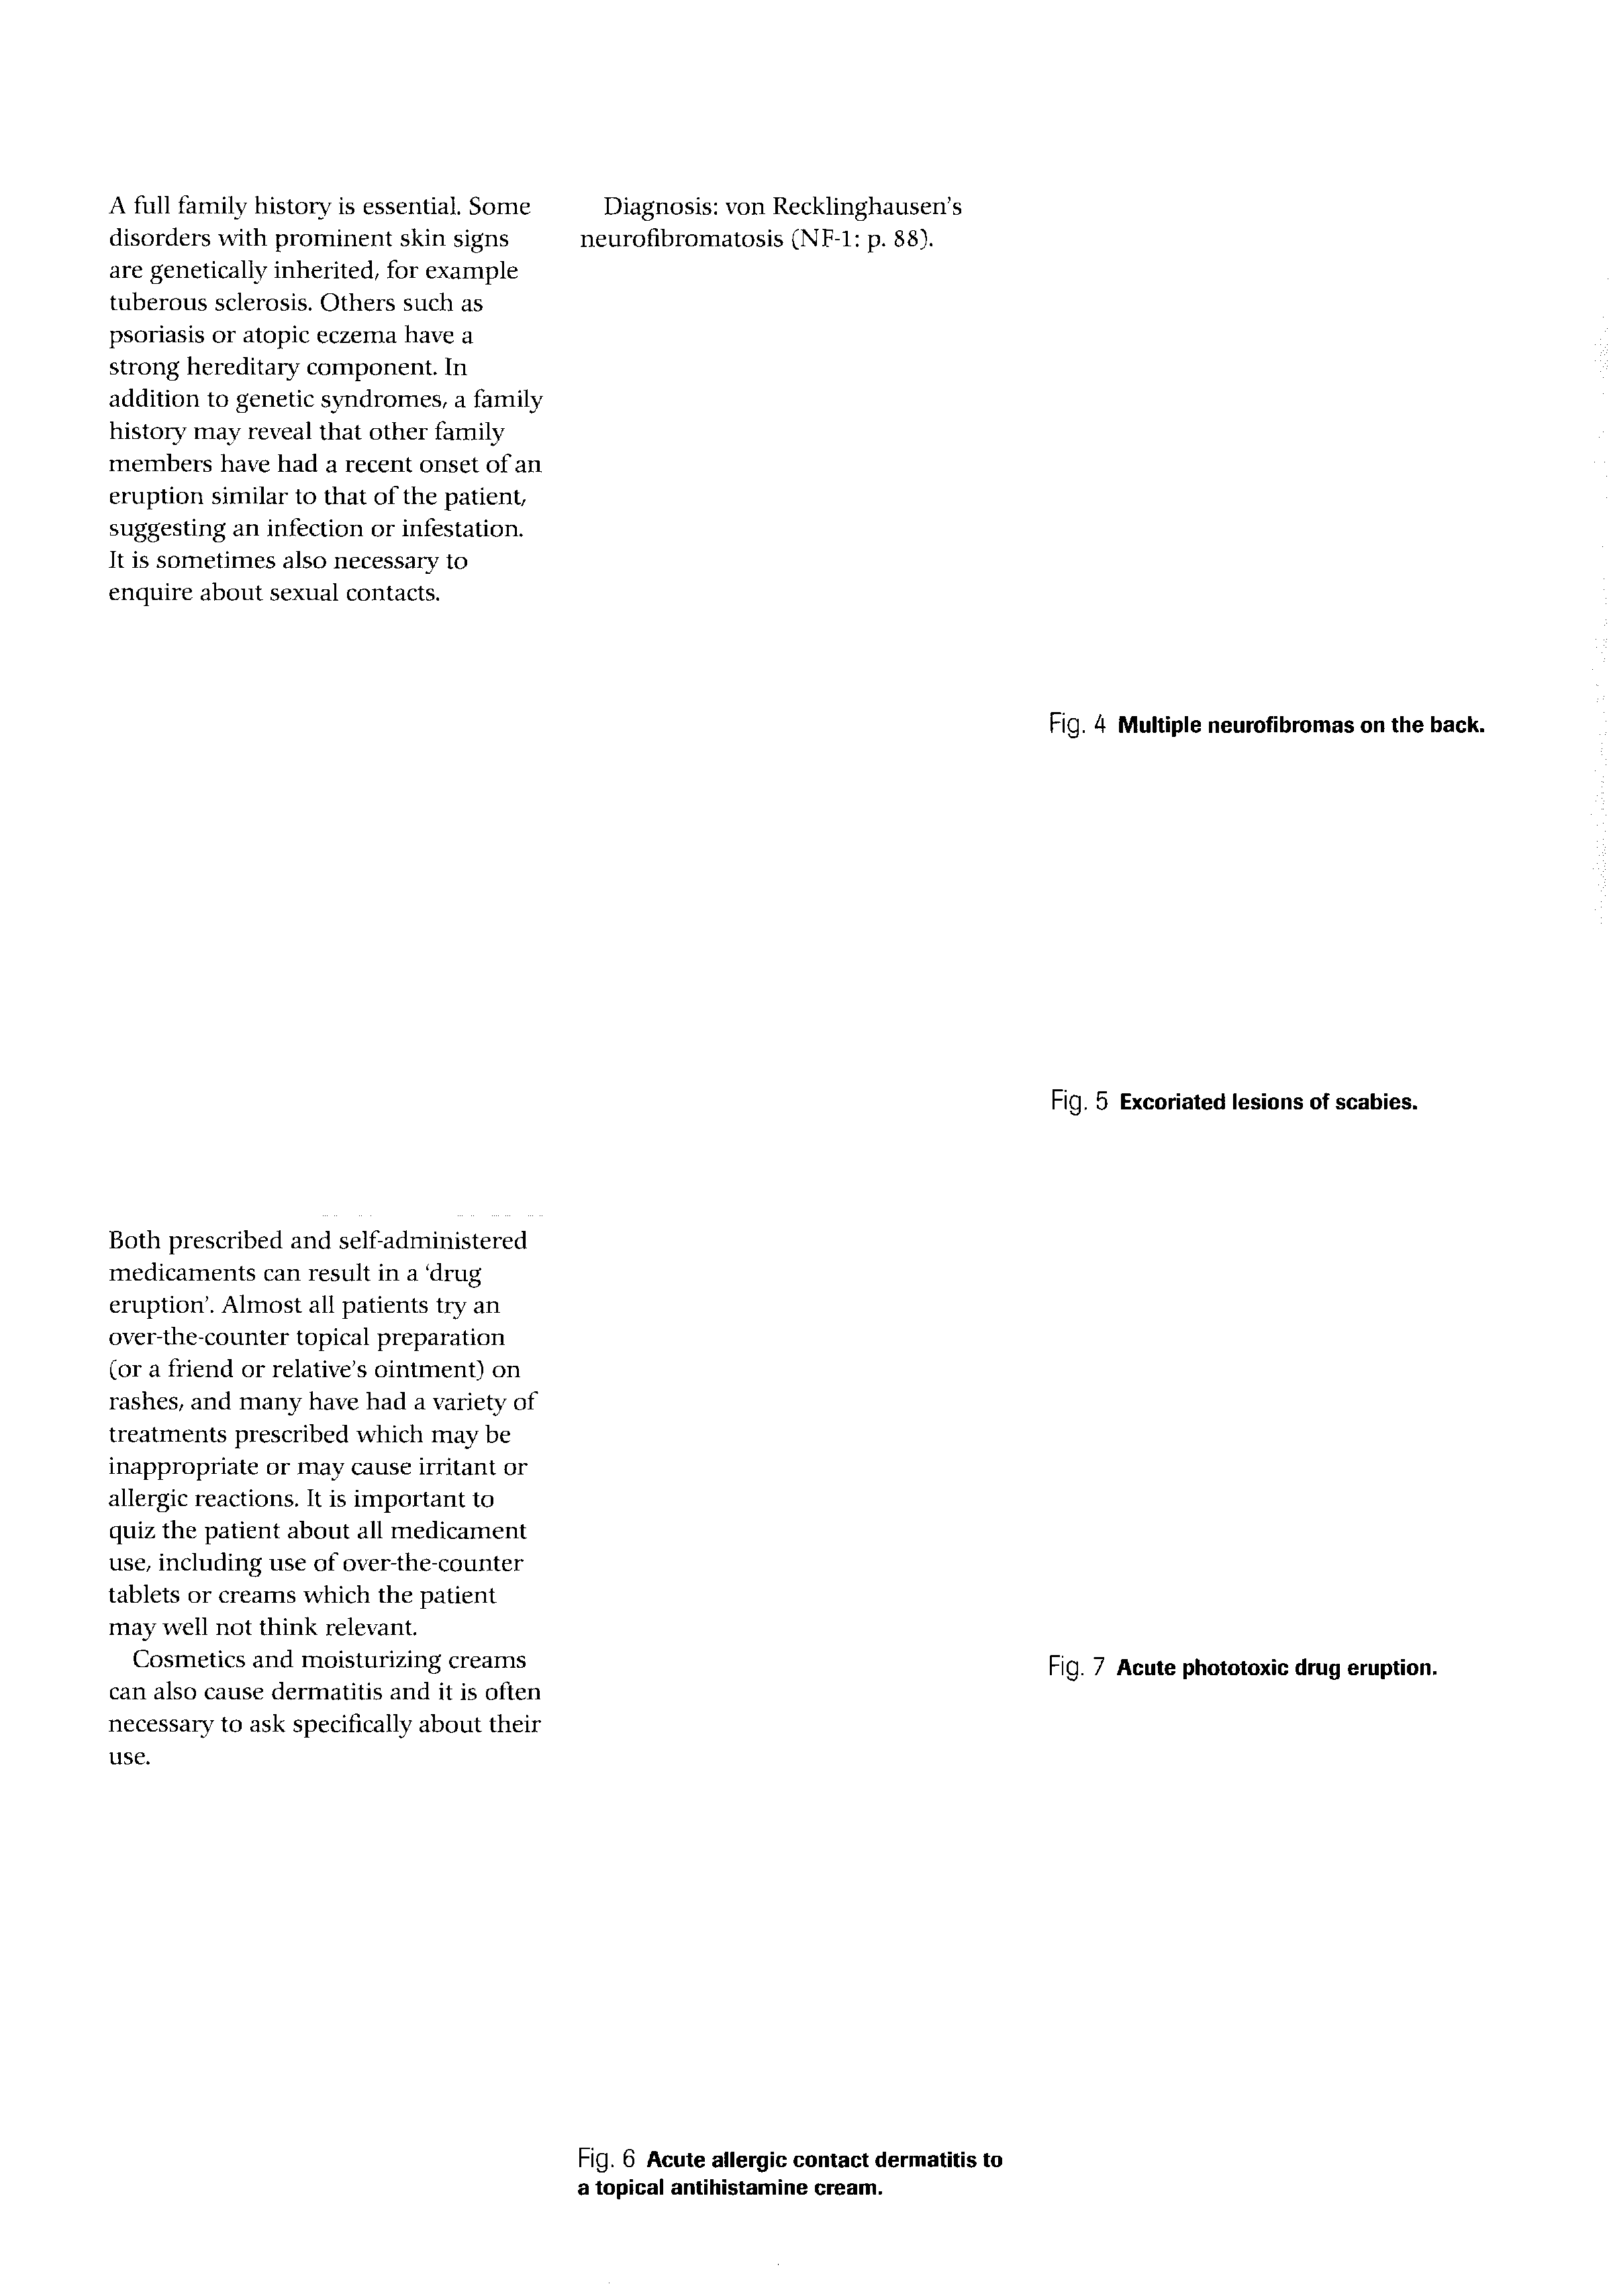 A full family history is essential. Some
disorders with prominent skin signs
are genetically inherited, for example
tuberous sclerosis. Others such as
psoriasis or atopic eczema have a
strong hereditary component. In
addition to genetic syndromes, a family
history may reveal that other family
members have had a recent onset of an
eruption similar to that of the patient,
suggesting an infection or infestation.
It is sometimes also necessary to
enquire about sexual contacts.
Both prescribed and self-administered
medicaments can result in a ‘drug
eruption’. Almost all patients try an
over-the-counter topical preparation
(or a friend or relative’s ointment) on
rashes, and many have had a variety of
treatments prescribed which may be
inappropriate or may cause irritant or
allergic reactions. It is important to
quiz the patient about all medicament
use, including use of over-the-counter
tablets or creams which the patient
may well not think relevant.
Cosmetics and moisturizing creams
can also cause dermatitis and it is often
necessary to ask specifically about their
use.
Diagnosis: von Recklinghausen’s
neurofibromatosis (NF-1: p. 88).
Fig. 6 Acute allergic contact dermatitis to
a topical antihistamine cream.
Fig. 4 Multiple neurofibromas on the back.
Fig. 5 Excoriated lesions of scabies.
Fig. 7 Acute phototoxic drug eruption.